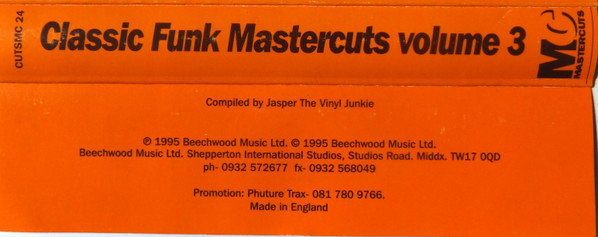 CUTSMC 24
Classic Funk Mastercuts volume 3
MC
MASTERCUTS
Compiled by Jasper The Vinyl Junkie
℗ 1995 Beechwood Music Ltd. © 1995 Beechwood Music Ltd.
Beechwood Music Ltd. Shepperton International Studios, Studios Road. Middx. TW17 0QD
ph- 0932 572677 fx- 0932 568049
Promotion: Phuture Trax- 081 780 9766.
Made in England